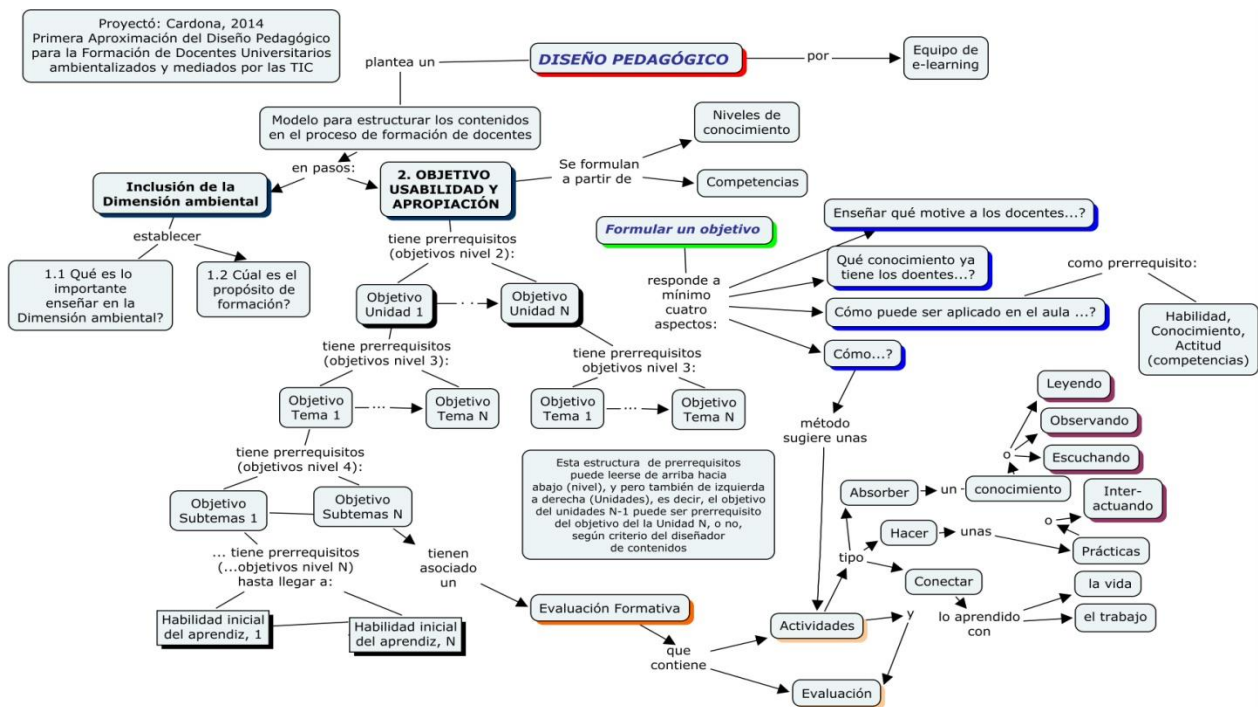 Proyectó: Cardona, 2014
Primera Aproximación del Diseño Pedagógico
para la Formación de Docentes Universitarios
ambientalizados y mediados por las TIC
plantea un
DISEÑO PEDAGÓGICO
por
Equipo de
e-learning
Modelo para estructurar los contenidos
en el proceso de formación de docentes
Niveles de
conocimiento
en pasos:
Se formulan
a partir de
Competencias
Inclusión de la
Dimensión ambiental
2. OBJETIVO
USABILIDAD Y
APROPIACIÓN
establecer
1.1 Qué es lo
importante
enseñar en la
Dimensión ambiental?
1.2 Cúal es el
propósito de
formación?
tiene prerrequisitos
(objetivos nivel 2):
Objetivo
Unidad 1
...
Objetivo
Unidad N
Formular un objetivo
responde a
mínimo
cuatro
aspectos:
Enseñar qué motive a los docentes...?
Qué conocimiento ya
tiene los doentes...?
Cómo puede ser aplicado en el aula ...?
Cómo...?
como prerrequisito:
Habilidad,
Conocimiento,
Actitud
(competencias)
tiene prerrequisitos
(objetivos nivel 3):
tiene prerrequisitos
objetivos nivel 3:
Objetivo
Tema 1
...
Objetivo
Tema N
Objetivo
Tema 1
...
Objetivo
Tema N
tiene prerrequisitos
(objetivos nivel 4):
Objetivo
Subtemas 1
Objetivo
Subtemas N
Esta estructura de prerrequisitos
puede leerse de arriba hacia
abajo (nivel), y pero también de izquierda
a derecha (Unidades), es decir, el objetivo
del unidades N-1 puede ser prerrequisito
del objetivo del la Unidad N, o no,
según criterio del diseñador
de contenidos
... tiene prerrequisitos
(...objetivos nivel N)
hasta llegar a:
Habilidad inicial
del aprendiz, 1
Habilidad inicial
del aprendiz, N
tienen
asociado
un
Evaluación Formativa
que
contiene
método
sugiere unas
Actividades
y
Evaluación
tipo
Absorber
un
conocimiento
o
Leyendo
Observando
Escuchando
Hacer
unas
Prácticas
o
Inter-
actuando
Conectar
lo aprendido
con
la vida
el trabajo